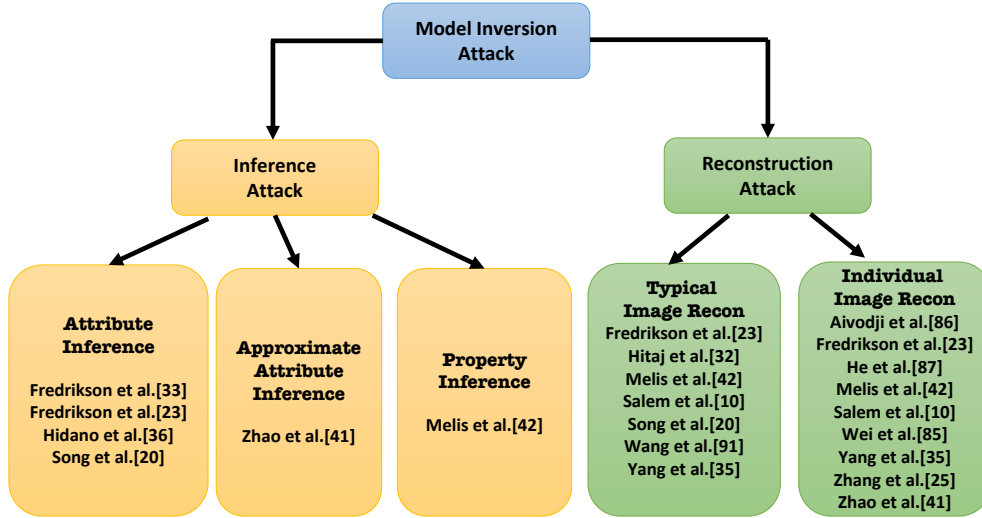 Model Inversion
Attack
Inference
Attack
Reconstruction
Attack
Attribute
Inference
Fredrikson et al.[33]
Fredrikson et al.[23]
Hidano et al.[36]
Song et al.[20]
Approximate
Attribute
Inference
Zhao et al.[41]
Property
Inference
Melis et al.[42]
Typical
Image Recon
Fredrikson et al.[23]
Hitaj et al.[32]
Melis et al.[42]
Salem et al.[10]
Song et al.[20]
Wang et al.[91]
Yang et al.[35]
Individual
Image Recon
Aivodji et al.[86]
Fredrikson et al.[23]
He et al.[87]
Melis et al.[42]
Salem et al.[10]
Wei et al.[85]
Yang et al.[35]
Zhang et al.[25]
Zhao et al.[41]